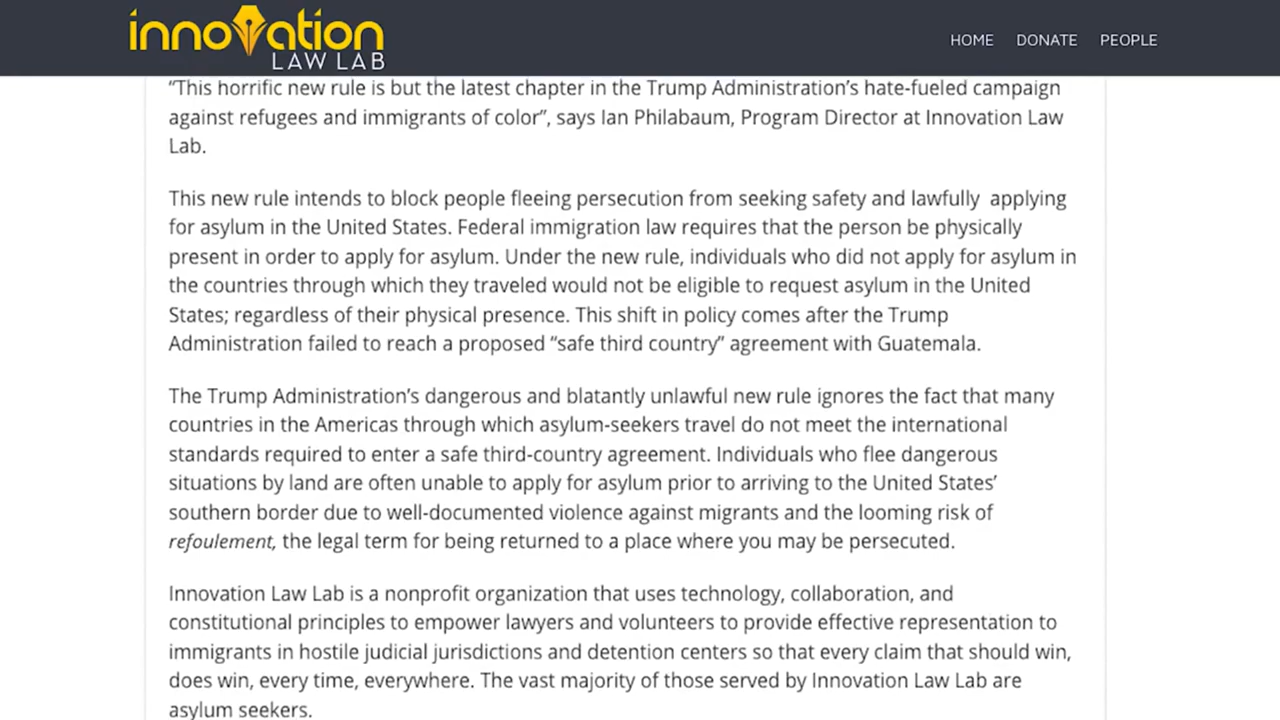 innovation
LAW LAB
HOME DONATE PEOPLE
“This horrific new rule is but the latest chapter in the Trump Administration’s hate-fueled campaign
against refugees and immigrants of color”, says Ian Philabaum, Program Director at Innovation Law
Lab.
This new rule intends to block people fleeing persecution from seeking safety and lawfully applying
for asylum in the United States. Federal immigration law requires that the person be physically
present in order to apply for asylum. Under the new rule, individuals who did not apply for asylum in
the countries through which they traveled would not be eligible to request asylum in the United
States; regardless of their physical presence. This shift in policy comes after the Trump
Administration failed to reach a proposed “safe third country” agreement with Guatemala.
The Trump Administration’s dangerous and blatantly unlawful new rule ignores the fact that many
countries in the Americas through which asylum-seekers travel do not meet the international
standards required to enter a safe third-country agreement. Individuals who flee dangerous
situations by land are often unable to apply for asylum prior to arriving to the United States’
southern border due to well-documented violence against migrants and the looming risk of
refoulement, the legal term for being returned to a place where you may be persecuted.
Innovation Law Lab is a nonprofit organization that uses technology, collaboration, and
constitutional principles to empower lawyers and volunteers to provide effective representation to
immigrants in hostile judicial jurisdictions and detention centers so that every claim that should win,
does win, every time, everywhere. The vast majority of those served by Innovation Law Lab are
asylum seekers.